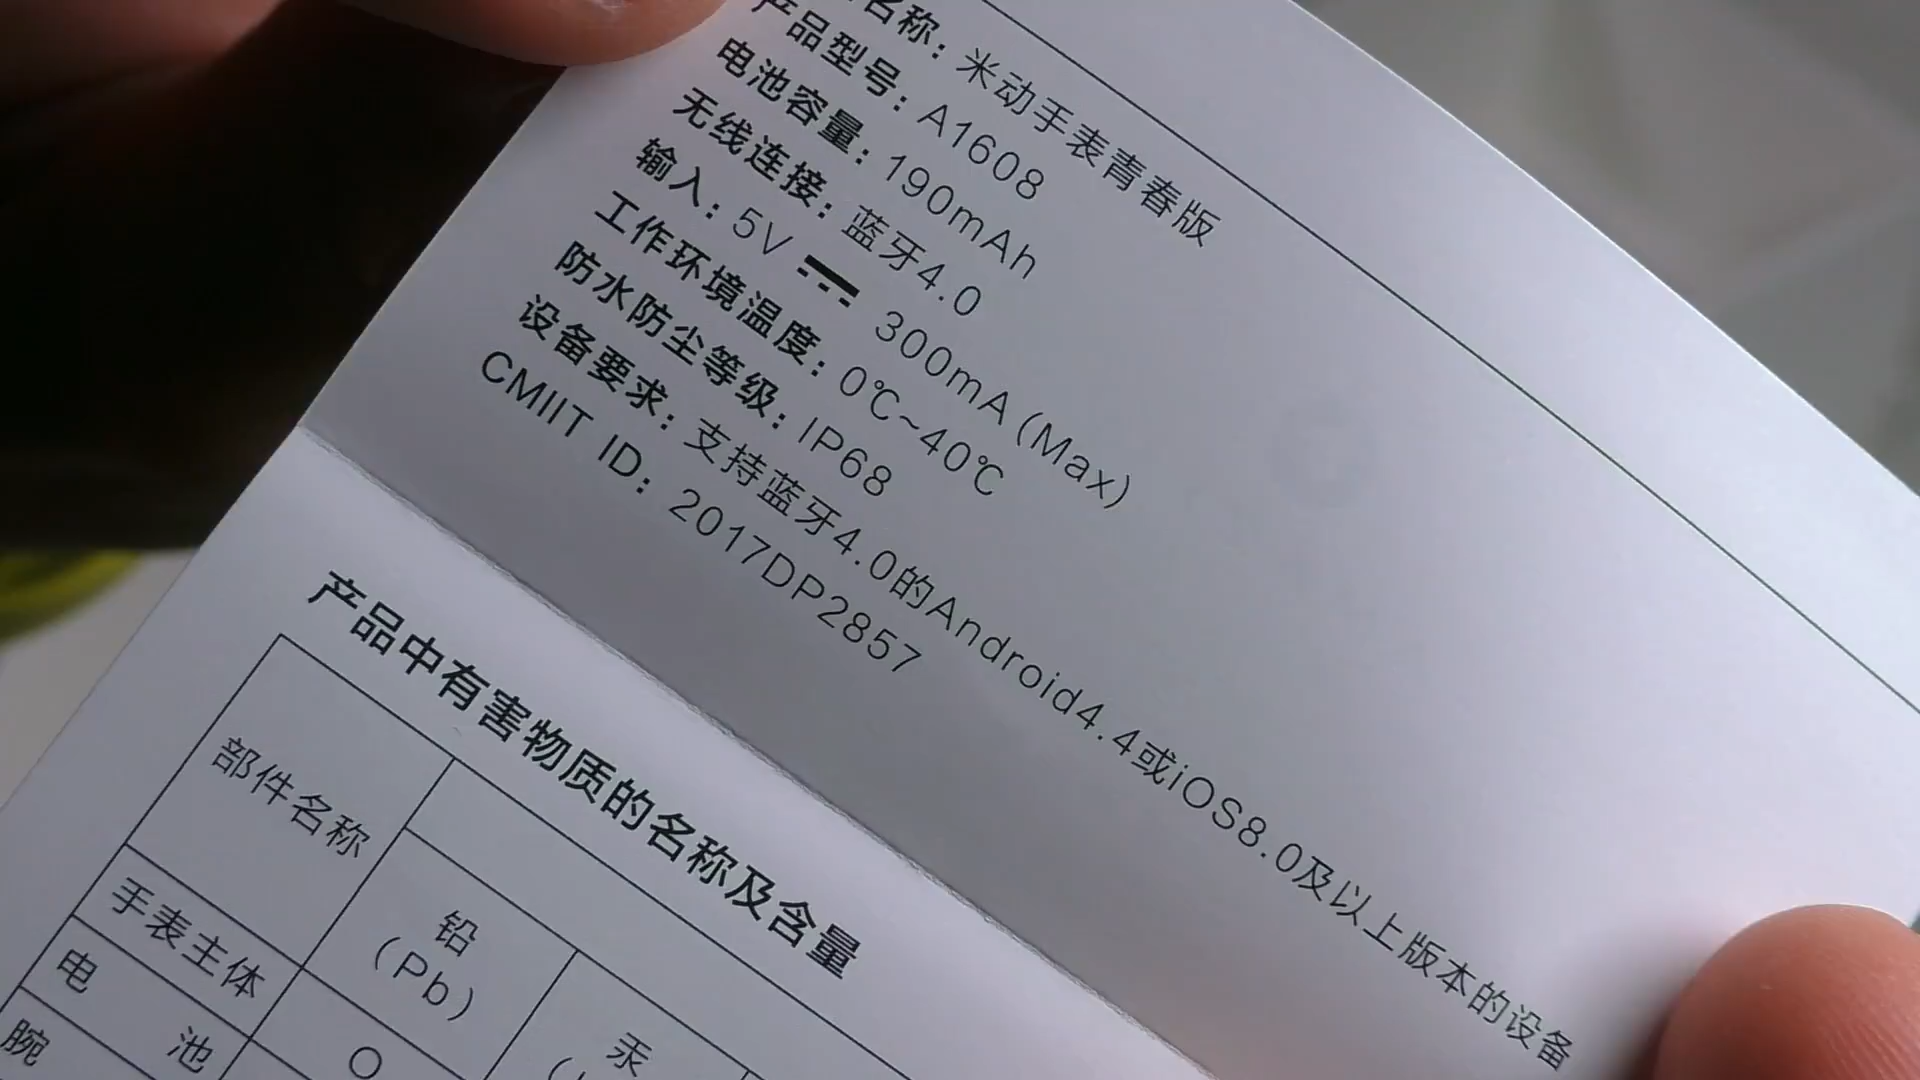 名称：米动手表青春版
产品型号：A1608
电池容量：190mAh
无线连接：蓝牙4.0
输入：5V ⎓ 300mA (Max)
工作环境温度：0℃~40℃
防水防尘等级：IP68
设备要求：支持蓝牙4.0的Android4.4或iOS8.0及以上版本的设备
CMIIT ID：2017DP2857
产品中有害物质的名称及含量
部件名称
铅
(Pb)
汞
手表主体
O
电池
腕